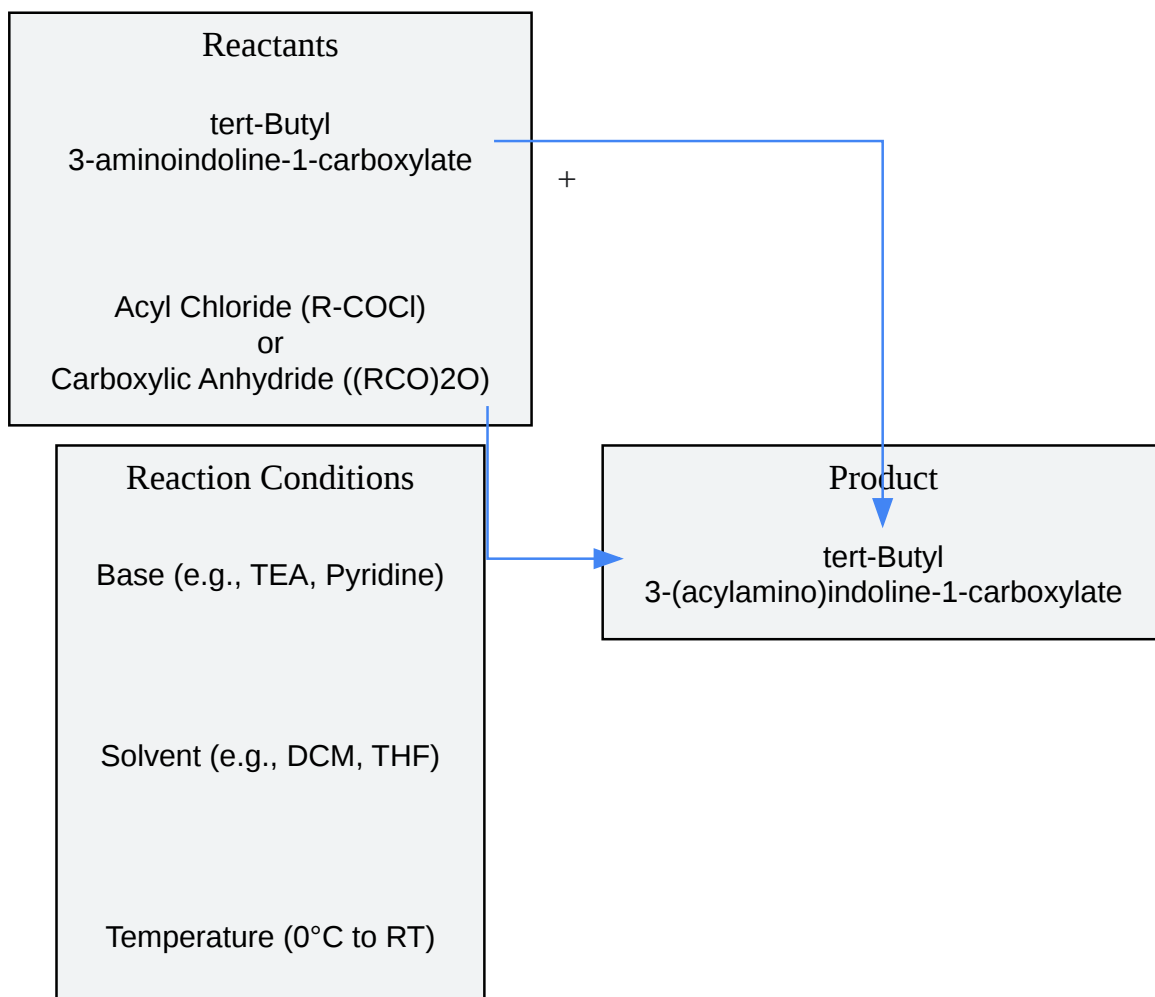 Reactants
tert-Butyl
3-aminoindoline-1-carboxylate
+
Acyl Chloride (R-COCl)
or
Carboxylic Anhydride ((RCO)2O)
Reaction Conditions
Base (e.g., TEA, Pyridine)
Solvent (e.g., DCM, THF)
Temperature (0°C to RT)
Product
tert-Butyl
3-(acylamino)indoline-1-carboxylate